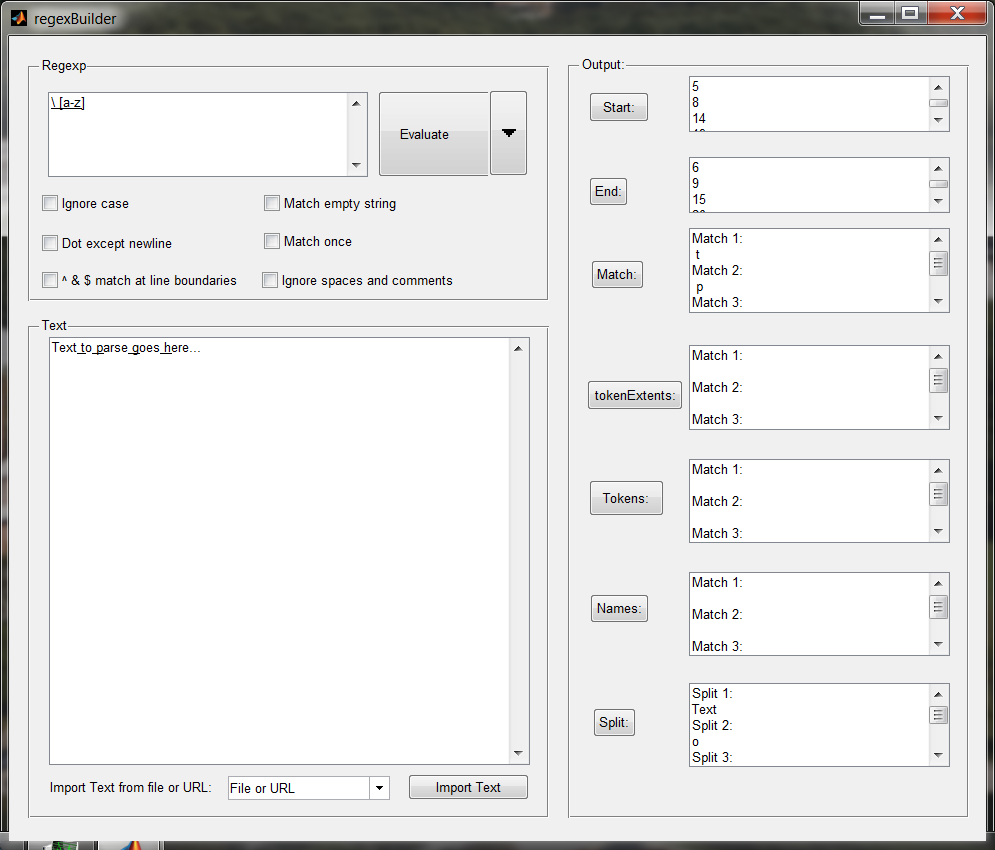 regexBuilder
Regexp
\ [a-z]
Evaluate
Ignore case
Match empty string
Dot except newline
Match once
^ & $ match at line boundaries
Ignore spaces and comments
Text
Text to parse goes here...
Import Text from file or URL:
File or URL
Import Text
Output:
Start:
5
8
14
End:
6
9
15
Match:
Match 1:
t
Match 2:
p
Match 3:
tokenExtents:
Match 1:
Match 2:
Match 3:
Tokens:
Match 1:
Match 2:
Match 3:
Names:
Match 1:
Match 2:
Match 3:
Split:
Split 1:
Text
Split 2:
o
Split 3: